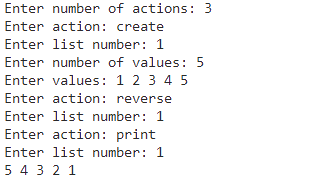 Enter number of actions: 3
Enter action: create
Enter list number: 1
Enter number of values: 5
Enter values: 1 2 3 4 5
Enter action: reverse
Enter list number: 1
Enter action: print
Enter list number: 1
5 4 3 2 1